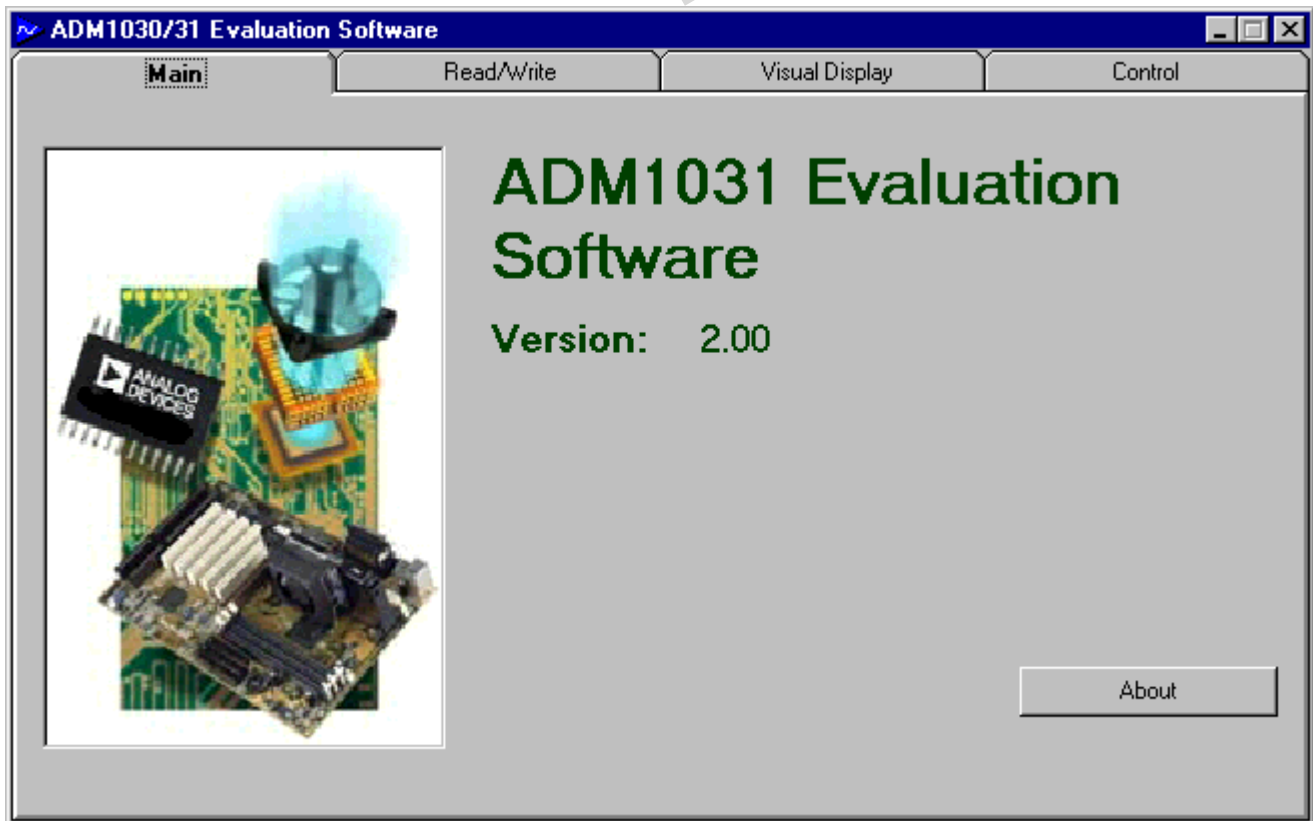 ADM1030/31 Evaluation Software
Main Read/Write Visual Display Control
ADM1031 Evaluation
Software
Version: 2.00
ANALOG
DEVICES
About